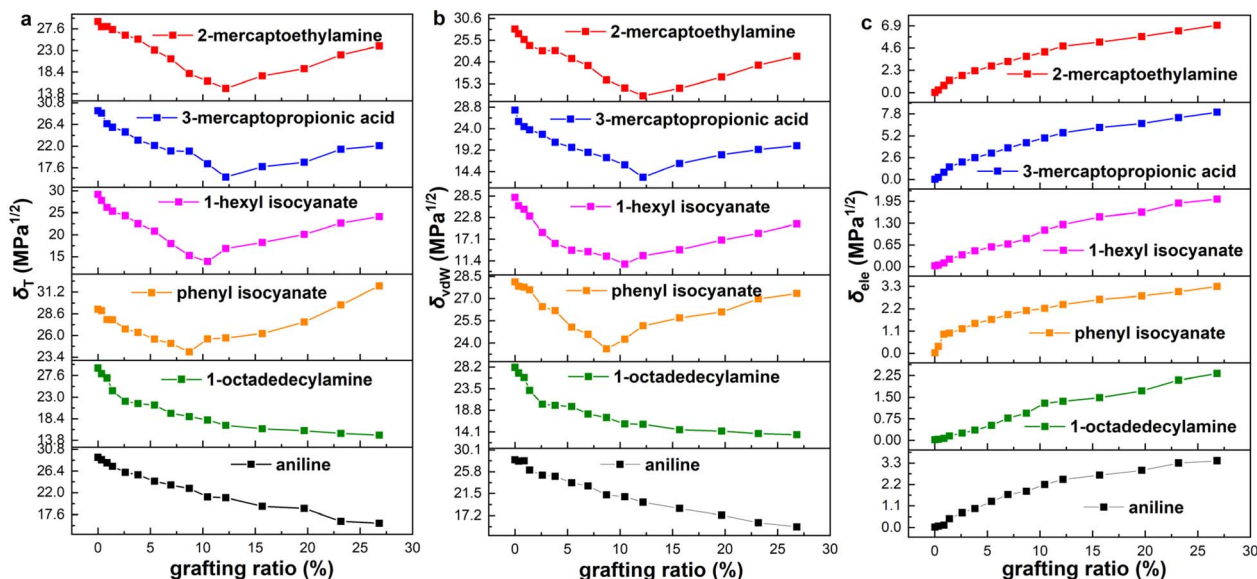 a
δT (MPa1/2)
27.6
23.0
18.4
13.8
2-mercaptoethylamine
30.8
26.4
22.0
17.6
3-mercaptopropionic acid
30
25
20
15
1-hexyl isocyanate
31.2
28.6
26.0
23.4
phenyl isocyanate
27.6
23.0
18.4
13.8
1-octadedecylamine
30.8
26.4
22.0
17.6
aniline
0 5 10 15 20 25 30
grafting ratio (%)
b
δvdW (MPa1/2)
30.6
25.5
20.4
15.3
2-mercaptoethylamine
28.8
24.0
19.2
14.4
3-mercaptopropionic acid
28.5
22.8
17.1
11.4
1-hexyl isocyanate
28.5
27.0
25.5
24.0
phenyl isocyanate
28.2
23.5
18.8
14.1
1-octadedecylamine
30.1
25.8
21.5
17.2
aniline
0 5 10 15 20 25 30
grafting ratio (%)
c
δele (MPa1/2)
6.9
4.6
2.3
0.0
2-mercaptoethylamine
7.8
5.2
2.6
0.0
3-mercaptopropionic acid
1.95
1.30
0.65
0.00
1-hexyl isocyanate
3.3
2.2
1.1
0.0
phenyl isocyanate
2.25
1.50
0.75
0.00
1-octadedecylamine
3.3
2.2
1.1
0.0
aniline
0 5 10 15 20 25 30
grafting ratio (%)